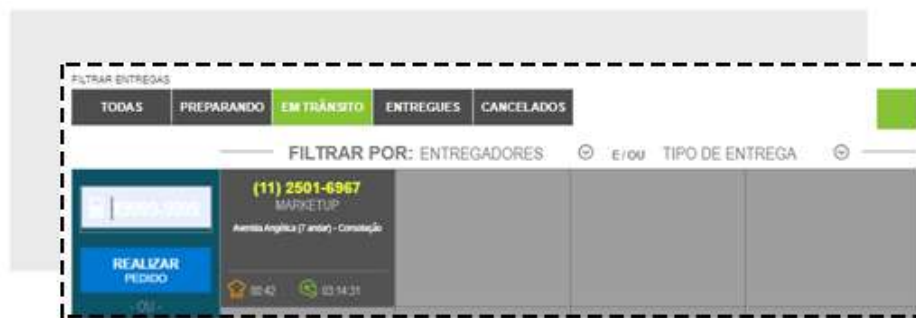 FILTRAR ENTREGAS
TODAS PREPARANDO EM TRÂNSITO ENTREGUES CANCELADOS
FILTRAR POR: ENTREGADORES E/OU TIPO DE ENTREGA
(11) 2501-6967
MARKETUP
Avenida Angélica (7 andar) - Consolação
REALIZAR
PEDIDO
00:42 03:14:31
- OU -